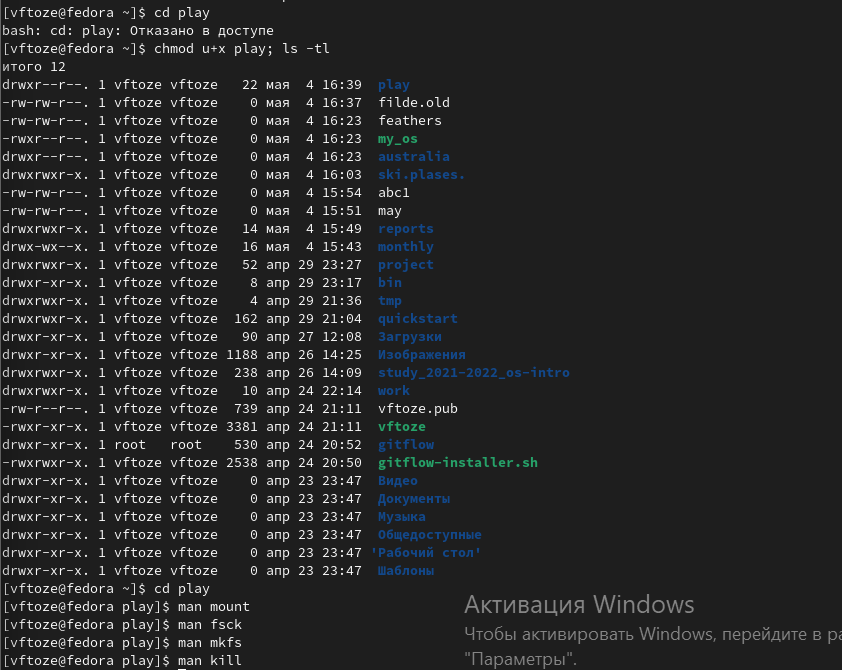 [vftoze@fedora ~]$ cd play
bash: cd: play: Отказано в доступе
[vftoze@fedora ~]$ chmod u+x play; ls -tl
итого 12
drwxr--r--. 1 vftoze vftoze   22 мая  4 16:39  play
-rw-rw-r--. 1 vftoze vftoze    0 мая  4 16:37  filde.old
-rw-rw-r--. 1 vftoze vftoze    0 мая  4 16:23  feathers
-rwxr--r--. 1 vftoze vftoze    0 мая  4 16:23  my_os
drwxr--r--. 1 vftoze vftoze    0 мая  4 16:23  australia
drwxrwxr-x. 1 vftoze vftoze    0 мая  4 16:03  ski.plases.
-rw-rw-r--. 1 vftoze vftoze    0 мая  4 15:54  abc1
-rw-rw-r--. 1 vftoze vftoze    0 мая  4 15:51  may
drwxrwxr-x. 1 vftoze vftoze   14 мая  4 15:49  reports
drwx-wx--x. 1 vftoze vftoze   16 мая  4 15:43  monthly
drwxrwxr-x. 1 vftoze vftoze   52 апр 29 23:27  project
drwxr-xr-x. 1 vftoze vftoze    8 апр 29 23:17  bin
drwxrwxr-x. 1 vftoze vftoze    4 апр 29 21:36  tmp
drwxrwxr-x. 1 vftoze vftoze  162 апр 29 21:04  quickstart
drwxr-xr-x. 1 vftoze vftoze   90 апр 27 12:08  Загрузки
drwxr-xr-x. 1 vftoze vftoze 1188 апр 26 14:25  Изображения
drwxrwxr-x. 1 vftoze vftoze  238 апр 26 14:09  study_2021-2022_os-intro
drwxrwxr-x. 1 vftoze vftoze   10 апр 24 22:14  work
-rw-r--r--. 1 vftoze vftoze  739 апр 24 21:11  vftoze.pub
-rwxr-xr-x. 1 vftoze vftoze 3381 апр 24 21:11  vftoze
drwxr-xr-x. 1 root   root    530 апр 24 20:52  gitflow
-rwxrwxr-x. 1 vftoze vftoze 2538 апр 24 20:50  gitflow-installer.sh
drwxr-xr-x. 1 vftoze vftoze    0 апр 23 23:47  Видео
drwxr-xr-x. 1 vftoze vftoze    0 апр 23 23:47  Документы
drwxr-xr-x. 1 vftoze vftoze    0 апр 23 23:47  Музыка
drwxr-xr-x. 1 vftoze vftoze    0 апр 23 23:47  Общедоступные
drwxr-xr-x. 1 vftoze vftoze    0 апр 23 23:47 'Рабочий стол'
drwxr-xr-x. 1 vftoze vftoze    0 апр 23 23:47  Шаблоны
[vftoze@fedora ~]$ cd play
[vftoze@fedora play]$ man mount
[vftoze@fedora play]$ man fsck
[vftoze@fedora play]$ man mkfs
[vftoze@fedora play]$ man kill
Активация Windows
Чтобы активировать Windows, перейдите в
"Параметры".